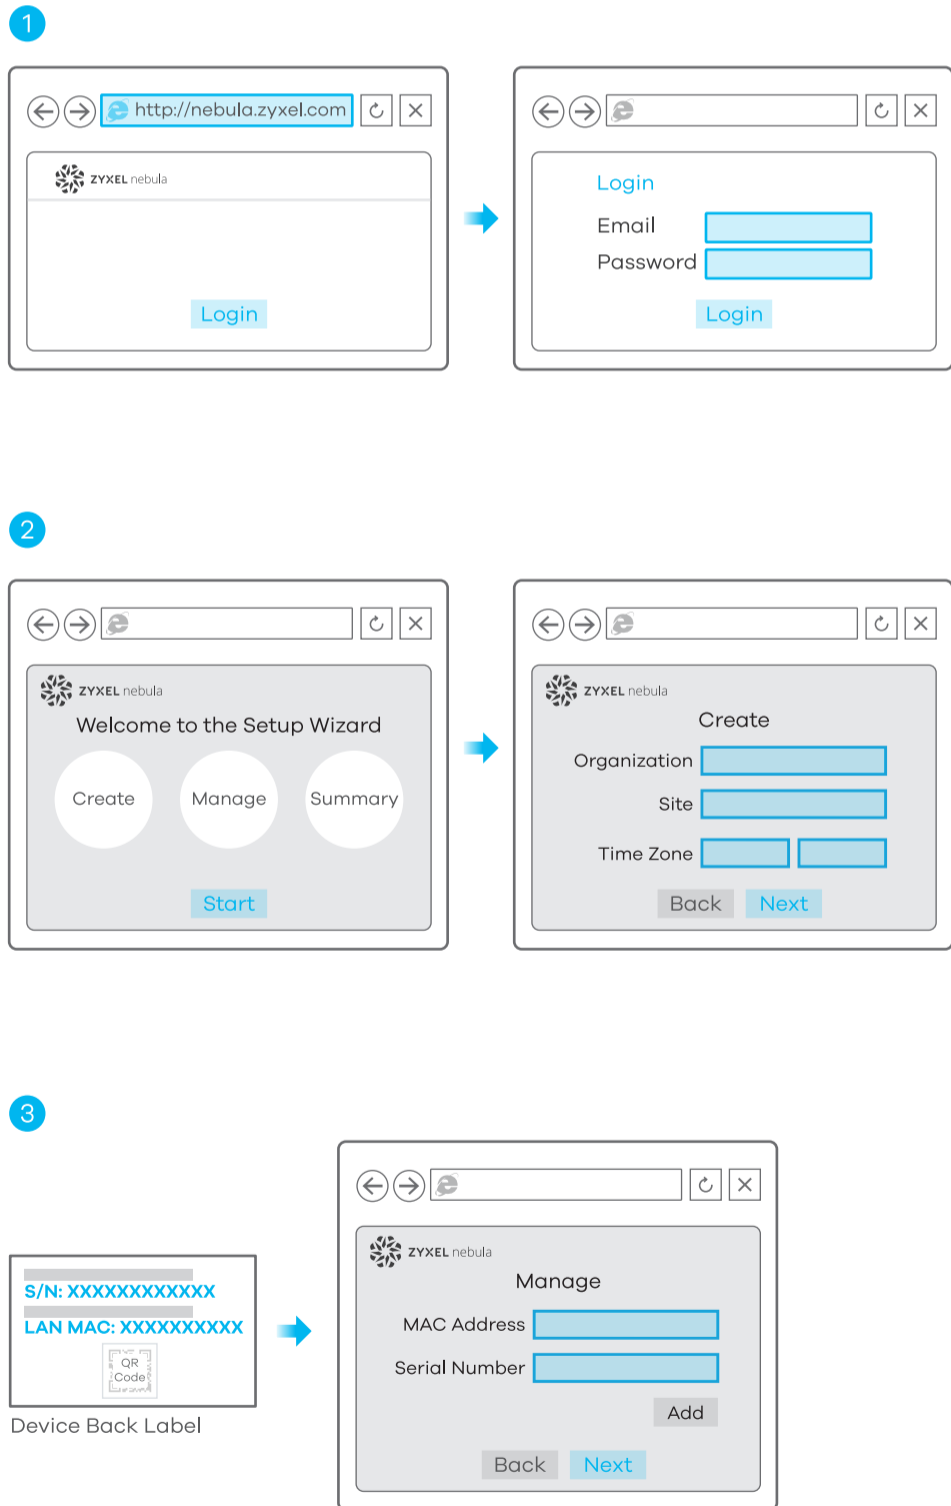 1
http://nebula.zyxel.com
ZYXEL nebula
Login
Login
Email
Password
Login
2
ZYXEL nebula
Welcome to the Setup Wizard
Create Manage Summary
Start
ZYXEL nebula
Create
Organization
Site
Time Zone
Back Next
3
S/N: XXXXXXXXXXXX
LAN MAC: XXXXXXXXXX
QR
Code
Device Back Label
ZYXEL nebula
Manage
MAC Address
Serial Number
Add
Back Next